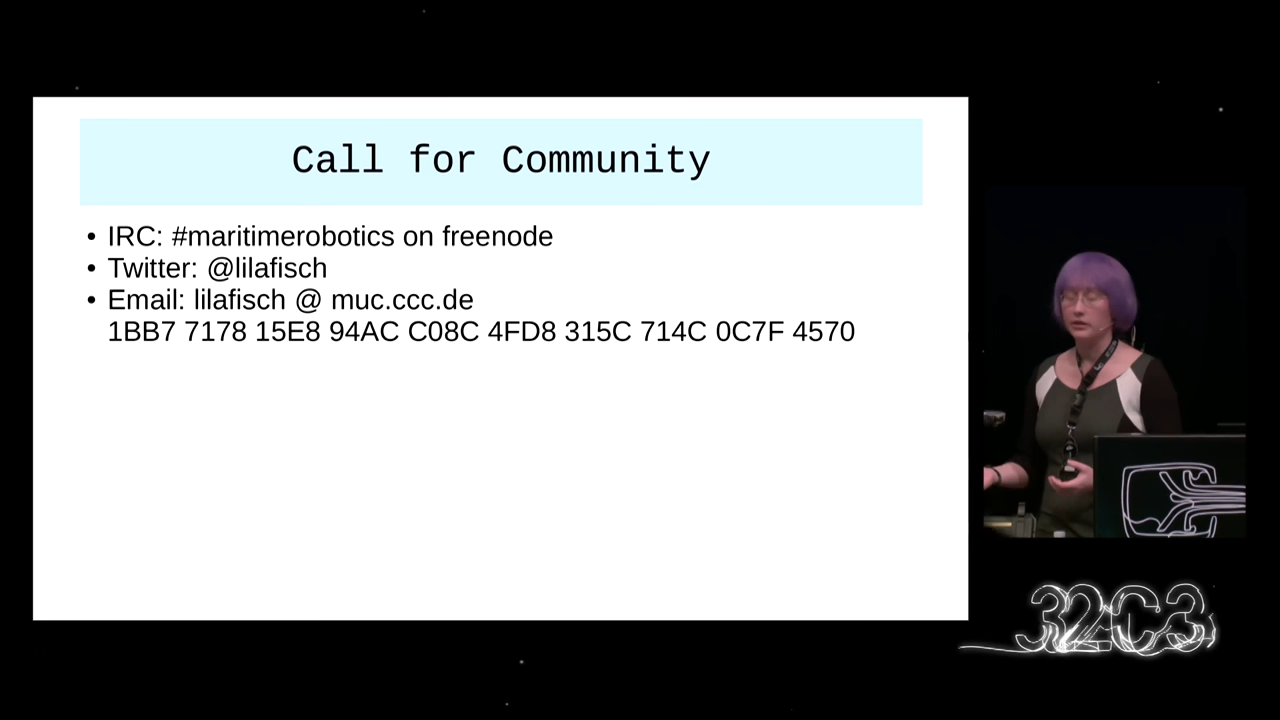 Call for Community
• IRC: #maritimerobotics on freenode
• Twitter: @lilafisch
• Email: lilafisch @ muc.ccc.de
1BB7 7178 15E8 94AC C08C 4FD8 315C 714C 0C7F 4570
32C3